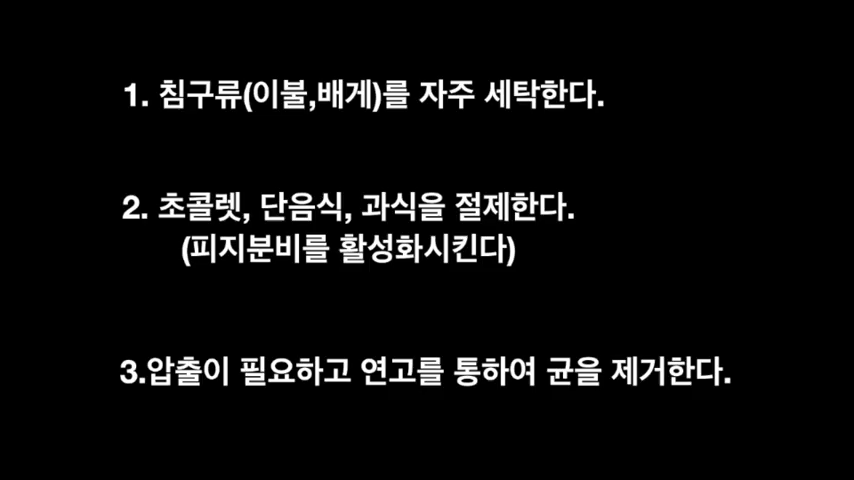 1. 침구류(이불,배게)를 자주 세탁한다.
2. 초콜렛, 단음식, 과식을 절제한다.
(피지분비를 활성화시킨다)
3.압출이 필요하고 연고를 통하여 균을 제거한다.